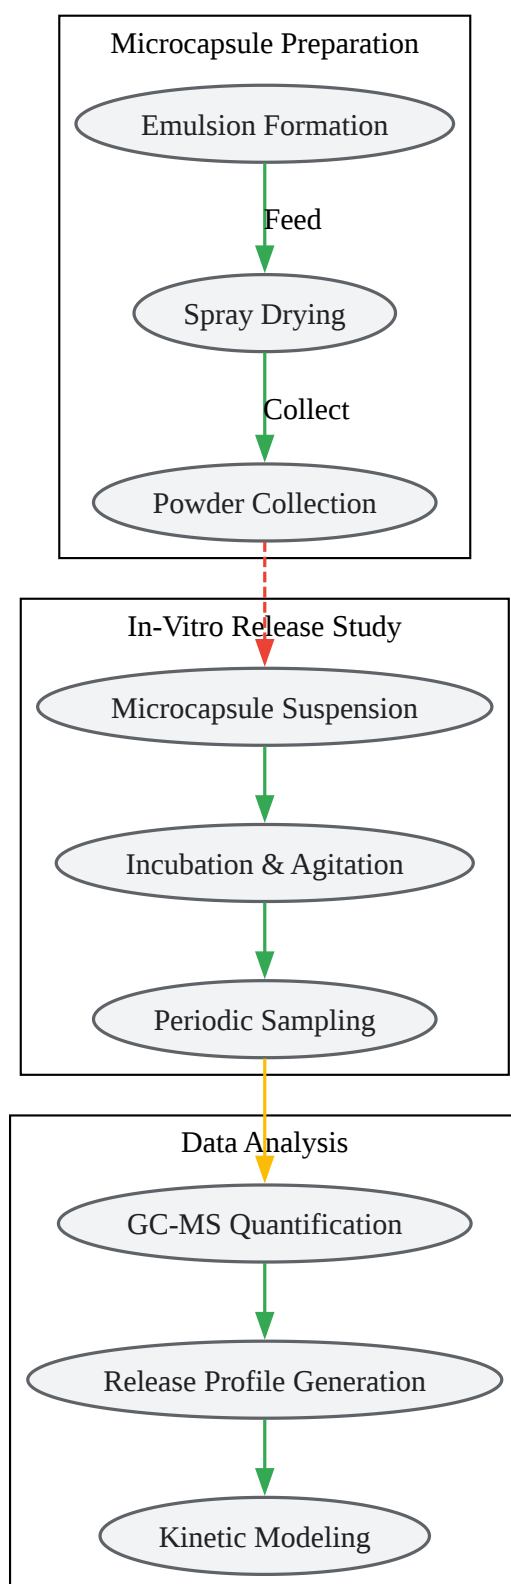 Microcapsule Preparation
Emulsion Formation
Feed
Spray Drying
Collect
Powder Collection
In-Vitro Release Study
Microcapsule Suspension
Incubation & Agitation
Periodic Sampling
Data Analysis
GC-MS Quantification
Release Profile Generation
Kinetic Modeling